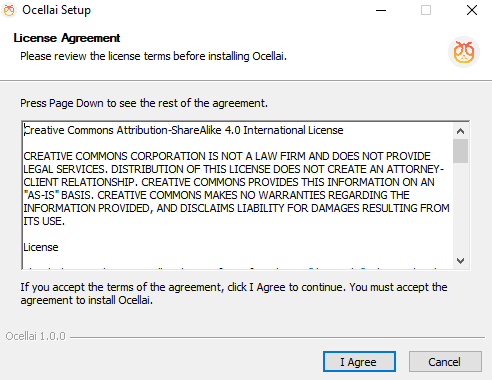 Ocellai Setup
License Agreement
Please review the license terms before installing Ocellai.
Press Page Down to see the rest of the agreement.
Creative Commons Attribution-ShareAlike 4.0 International License
CREATIVE COMMONS CORPORATION IS NOT A LAW FIRM AND DOES NOT PROVIDE
LEGAL SERVICES. DISTRIBUTION OF THIS LICENSE DOES NOT CREATE AN ATTORNEY-
CLIENT RELATIONSHIP. CREATIVE COMMONS PROVIDES THIS INFORMATION ON AN
"AS-IS" BASIS. CREATIVE COMMONS MAKES NO WARRANTIES REGARDING THE
INFORMATION PROVIDED, AND DISCLAIMS LIABILITY FOR DAMAGES RESULTING FROM
ITS USE.
License
If you accept the terms of the agreement, click I Agree to continue. You must accept the
agreement to install Ocellai.
Ocellai 1.0.0
I Agree
Cancel